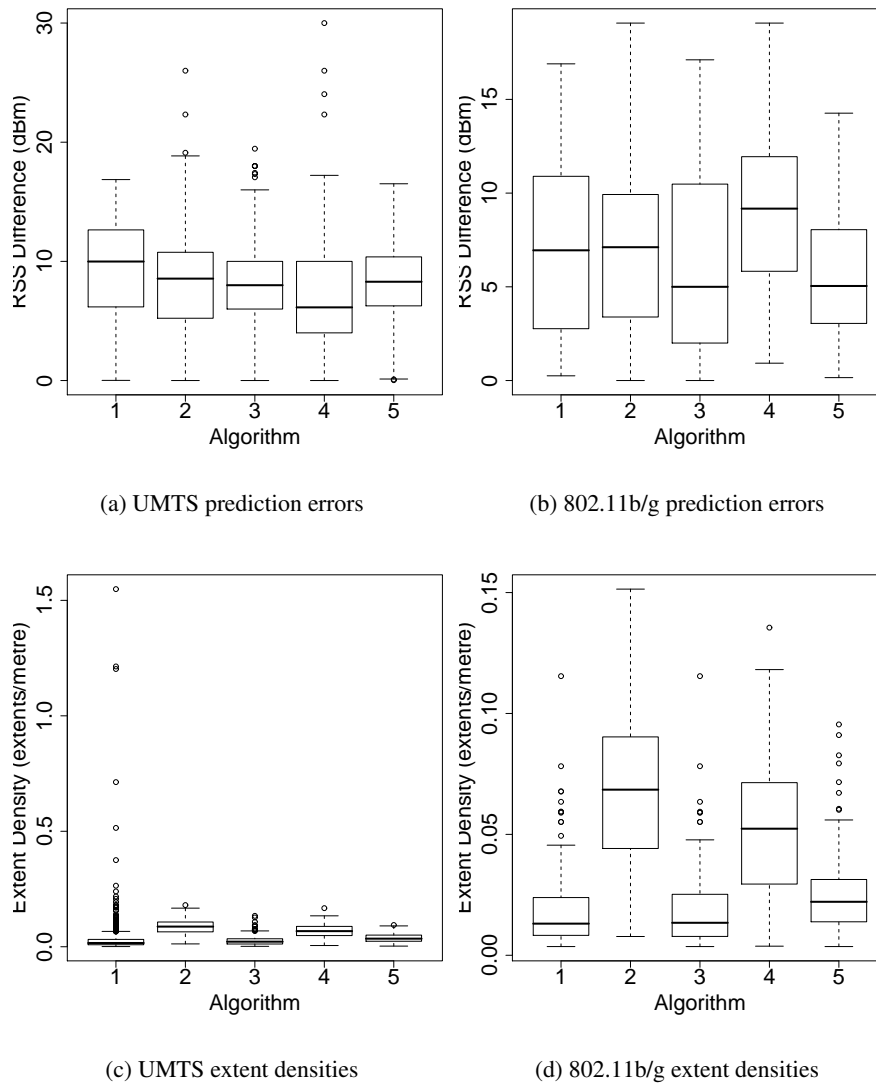 RSS Difference (dBm)
30
20
10
0
1 2 3 4 5
Algorithm
(a) UMTS prediction errors
RSS Difference (dBm)
15
10
5
0
1 2 3 4 5
Algorithm
(b) 802.11b/g prediction errors
Extent Density (extents/metre)
1.5
1.0
0.5
0.0
1 2 3 4 5
Algorithm
(c) UMTS extent densities
Extent Density (extents/metre)
0.15
0.10
0.05
0.00
1 2 3 4 5
Algorithm
(d) 802.11b/g extent densities